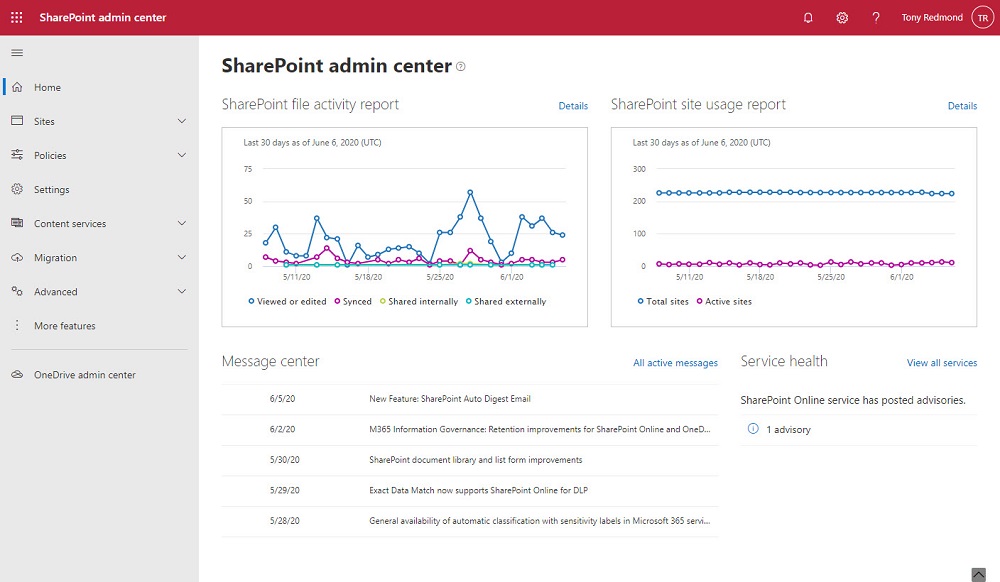 SharePoint admin center
Tony Redmond
TR
Home
Sites
Policies
Settings
Content services
Migration
Advanced
More features
OneDrive admin center
SharePoint admin center
SharePoint file activity report
Details
Last 30 days as of June 6, 2020 (UTC)
75
50
25
0
5/11/20 5/18/20 5/25/20 6/1/20
Viewed or edited Synced Shared internally Shared externally
SharePoint site usage report
Details
Last 30 days as of June 6, 2020 (UTC)
300
200
100
0
5/11/20 5/18/20 5/25/20 6/1/20
Total sites Active sites
Message center
All active messages
6/5/20 New Feature: SharePoint Auto Digest Email
6/2/20 M365 Information Governance: Retention improvements for SharePoint Online and OneD...
5/30/20 SharePoint document library and list form improvements
5/29/20 Exact Data Match now supports SharePoint Online for DLP
5/28/20 General availability of automatic classification with sensitivity labels in Microsoft 365 servi...
Service health
View all services
SharePoint Online service has posted advisories.
1 advisory